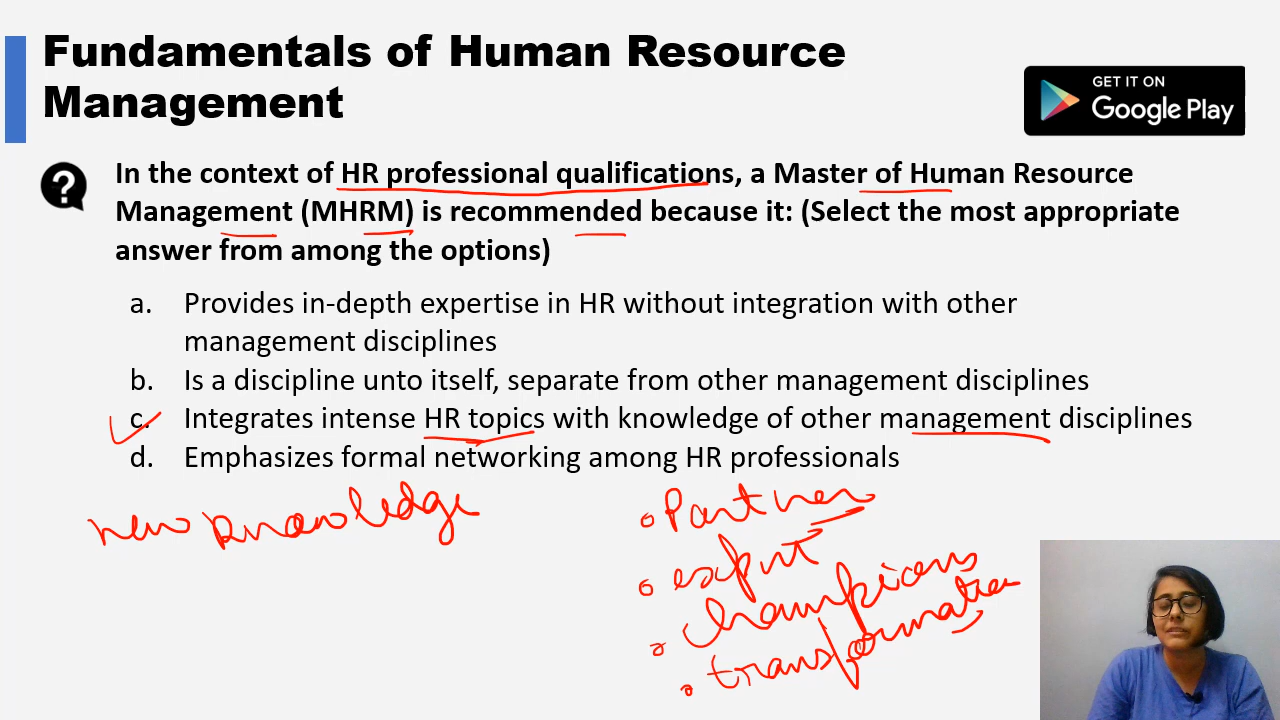 Fundamentals of Human Resource
Management
GET IT ON
Google Play
In the context of HR professional qualifications, a Master of Human Resource
Management (MHRM) is recommended because it: (Select the most appropriate
answer from among the options)
a. Provides in-depth expertise in HR without integration with other
management disciplines
b. Is a discipline unto itself, separate from other management disciplines
c. Integrates intense HR topics with knowledge of other management disciplines
d. Emphasizes formal networking among HR professionals
new knowledge
Partner
expert
Champions
transformation